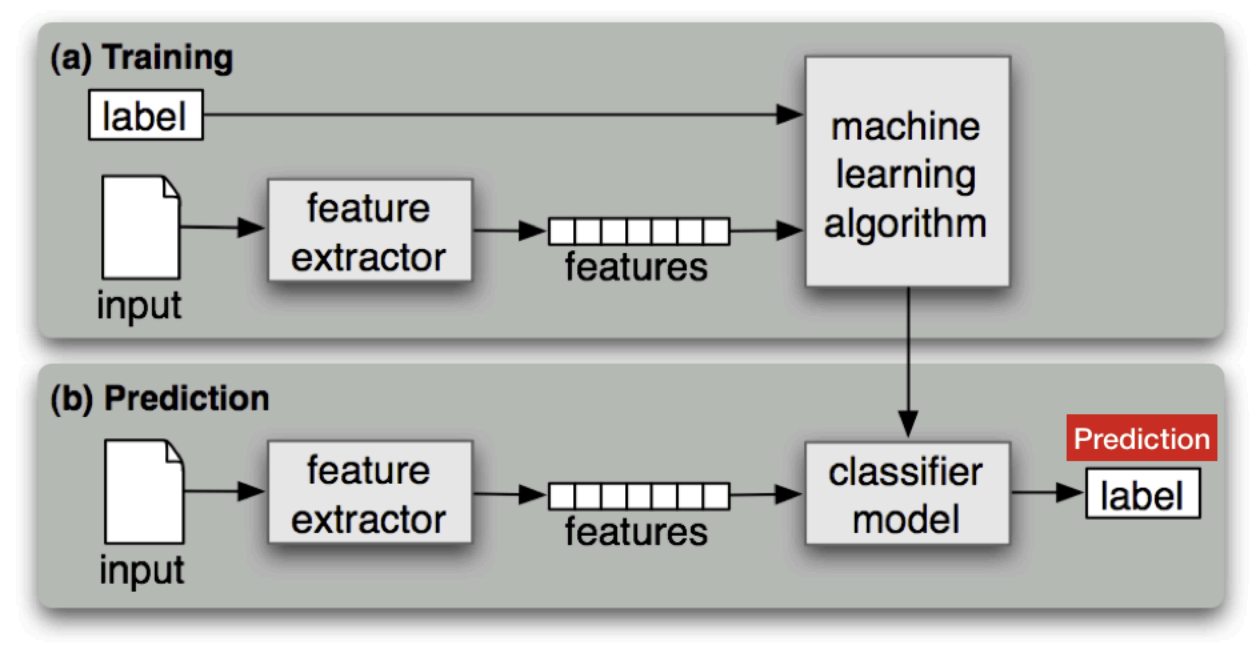 (a) Training
label
machine
learning
algorithm
feature
extractor
features
input
(b) Prediction
Prediction
feature
extractor
classifier
model
label
features
input